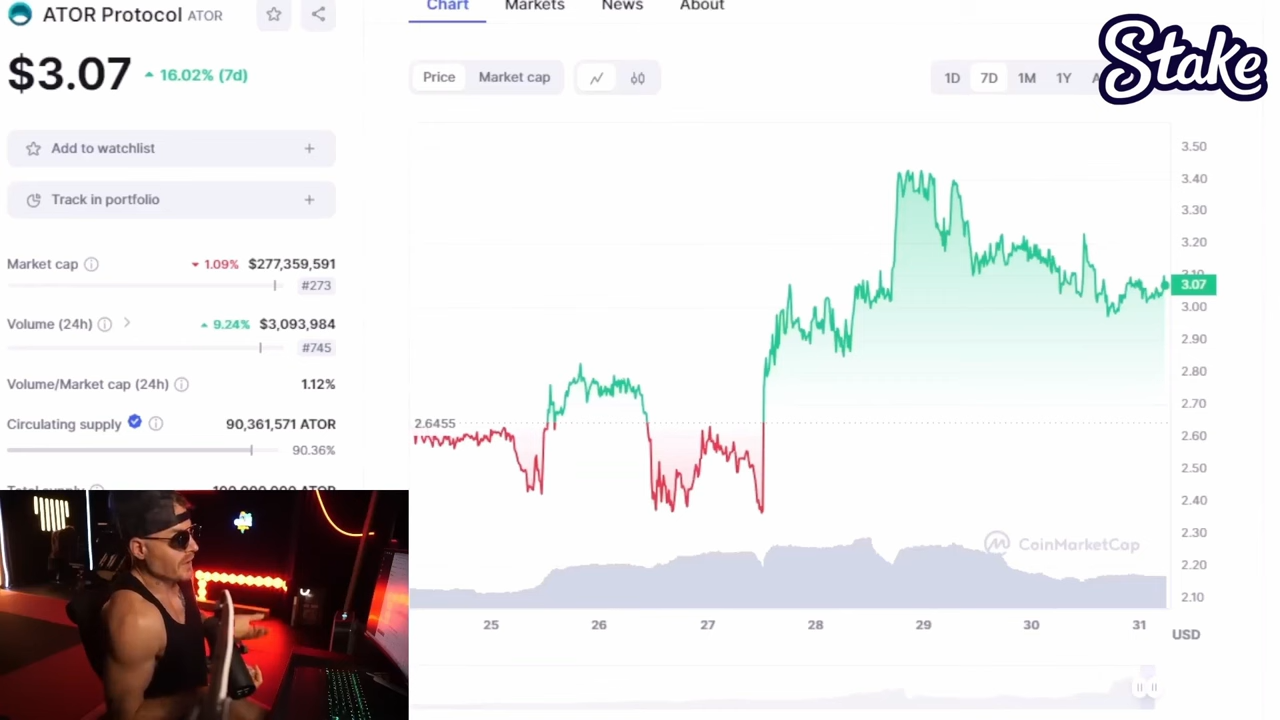 ATOR Protocol ATOR
$3.07 16.02% (7d)
Add to watchlist +
Track in portfolio +
Market cap 1.09% $277,359,591
#273
Volume (24h) 9.24% $3,093,984
#745
Volume/Market cap (24h) 1.12%
Circulating supply 90,361,571 ATOR
90.36%
Chart Markets News About
Price Market cap
1D 7D 1M 1Y
Stake
3.50
3.40
3.30
3.20
3.10
3.07
3.00
2.90
2.80
2.70
2.6455
2.60
2.50
2.40
2.30
CoinMarketCap
2.20
2.10
25 26 27 28 29 30 31
USD